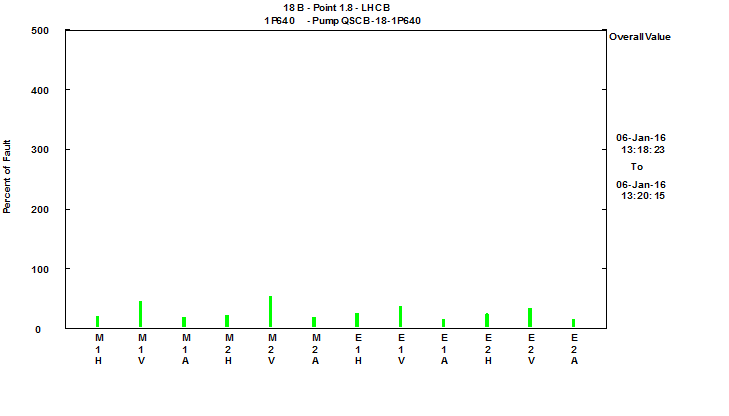 18 B - Point 1.8 - LHCB
1P640 - Pump QSCB-18-1P640
Overall Value
500
400
300
200
100
0
Percent of Fault
06-Jan-16
13:18:23
To
06-Jan-16
13:20:15
M M M M M M E E E E E E
1 1 1 2 2 2 1 1 1 2 2 2
H V A H V A H V A H V A